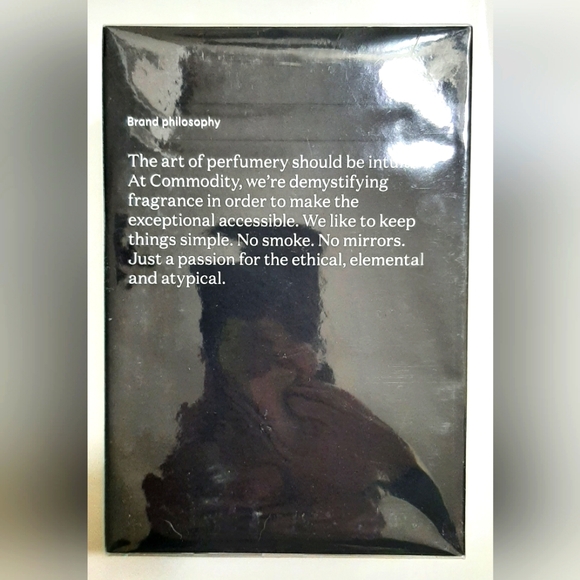 Brand philosophy
The art of perfumery should be
At Commodity, we're demystifying
fragrance in order to make the
exceptional accessible. We like to keep
things simple. No smoke. No mirrors.
Just a passion for the ethical, elemental
and atypical.